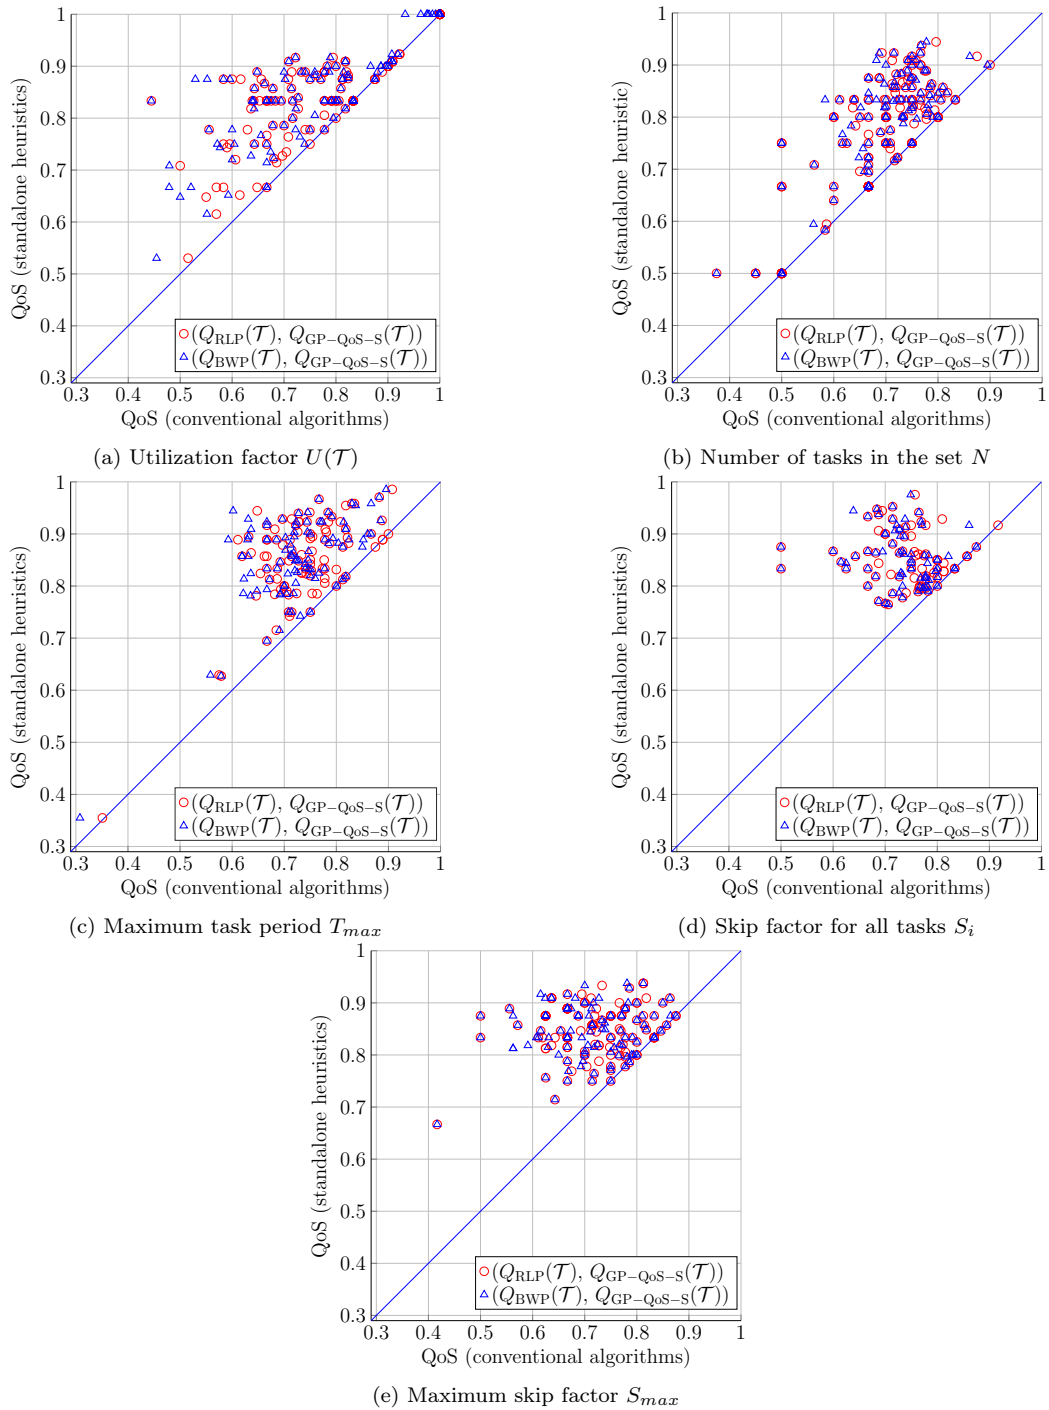 1
0.9
0.8
0.7
0.6
0.5
0.4
0.3
QoS (standalone heuristics)
(Q_RLP(𝒯), Q_GP−QoS−S(𝒯))
(Q_BWP(𝒯), Q_GP−QoS−S(𝒯))
0.3 0.4 0.5 0.6 0.7 0.8 0.9 1
QoS (conventional algorithms)
(a) Utilization factor U(𝒯)
1
0.9
0.8
0.7
0.6
0.5
0.4
0.3
QoS (standalone heuristic)
(Q_RLP(𝒯), Q_GP−QoS−S(𝒯))
(Q_BWP(𝒯), Q_GP−QoS−S(𝒯))
0.3 0.4 0.5 0.6 0.7 0.8 0.9 1
QoS (conventional algorithms)
(b) Number of tasks in the set N
1
0.9
0.8
0.7
0.6
0.5
0.4
0.3
QoS (standalone heuristics)
(Q_RLP(𝒯), Q_GP−QoS−S(𝒯))
(Q_BWP(𝒯), Q_GP−QoS−S(𝒯))
0.3 0.4 0.5 0.6 0.7 0.8 0.9 1
QoS (conventional algorithms)
(c) Maximum task period T_max
1
0.9
0.8
0.7
0.6
0.5
0.4
0.3
QoS (standalone heuristics)
(Q_RLP(𝒯), Q_GP−QoS−S(𝒯))
(Q_BWP(𝒯), Q_GP−QoS−S(𝒯))
0.3 0.4 0.5 0.6 0.7 0.8 0.9 1
QoS (conventional algorithms)
(d) Skip factor for all tasks S_i
1
0.9
0.8
0.7
0.6
0.5
0.4
0.3
QoS (standalone heuristics)
(Q_RLP(𝒯), Q_GP−QoS−S(𝒯))
(Q_BWP(𝒯), Q_GP−QoS−S(𝒯))
0.3 0.4 0.5 0.6 0.7 0.8 0.9 1
QoS (conventional algorithms)
(e) Maximum skip factor S_max